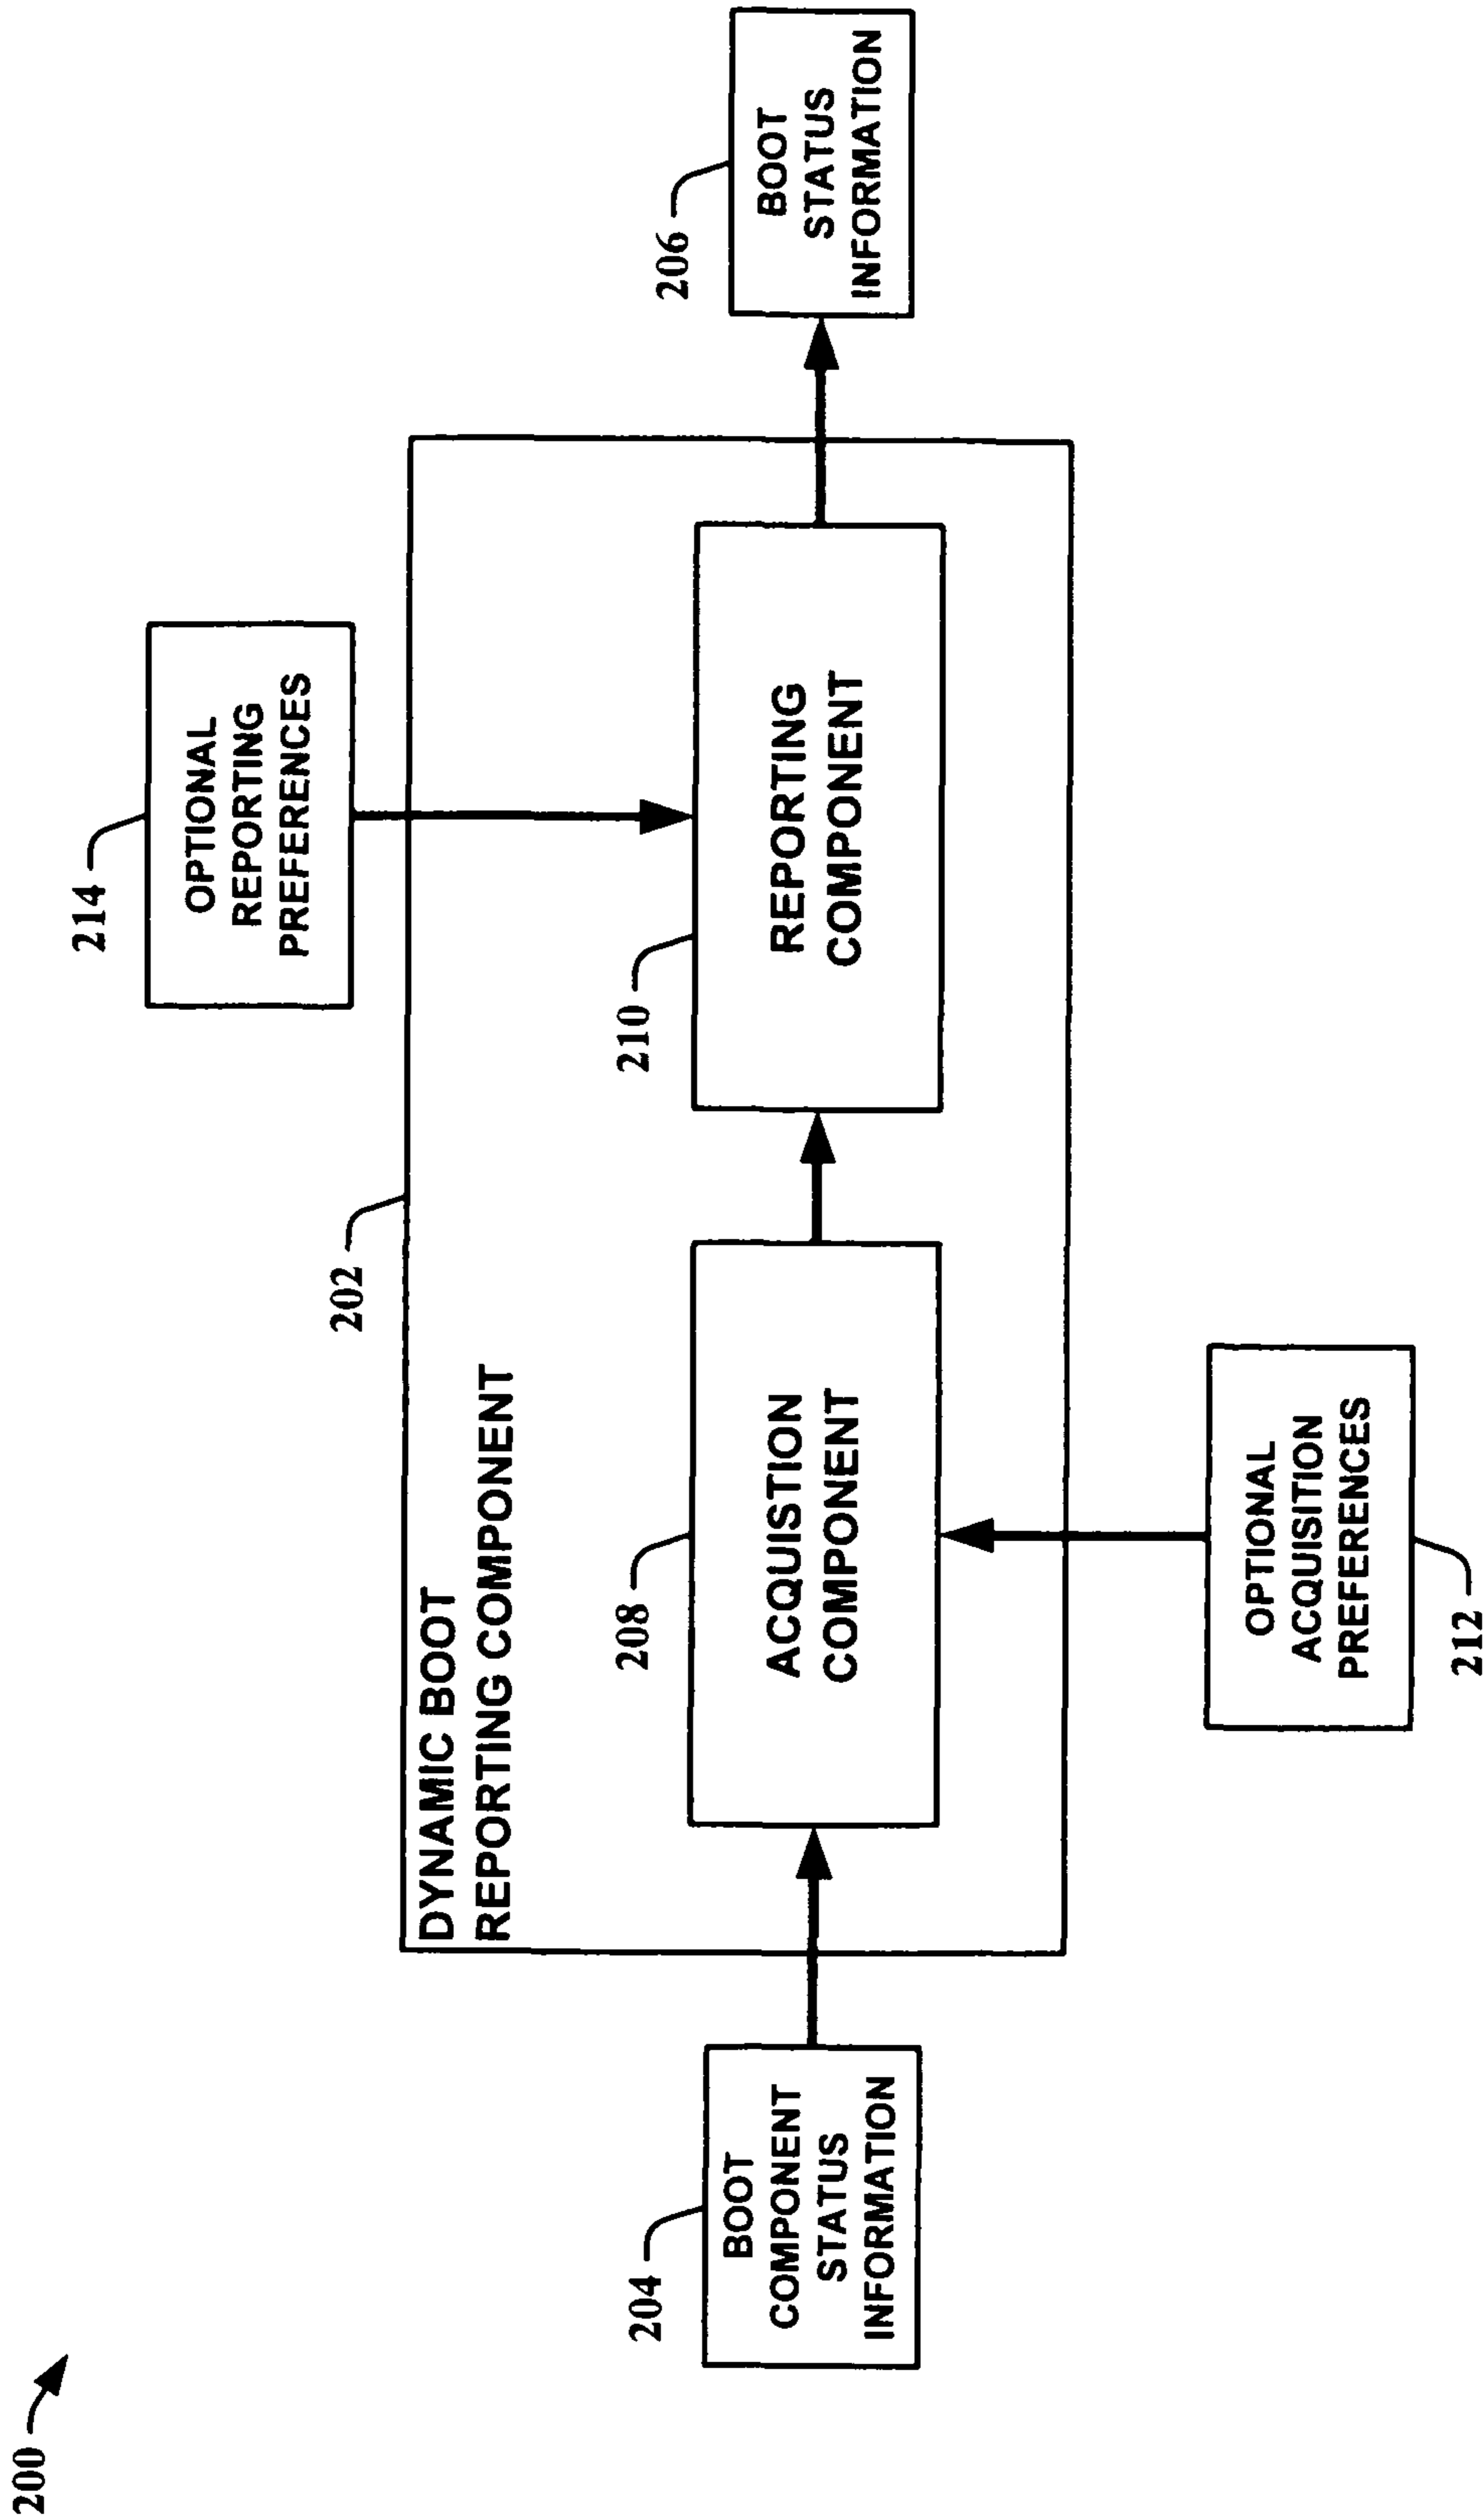 200
214
OPTIONAL
REPORTING
PREFERENCES
202
DYNAMIC BOOT
REPORTING COMPONENT
204
BOOT
COMPONENT
STATUS
INFORMATION
208
ACQUISTION
COMPONENT
210
REPORTING
COMPONENT
206
BOOT
STATUS
INFORMATION
OPTIONAL
ACQUISITION
PREFERENCES
212